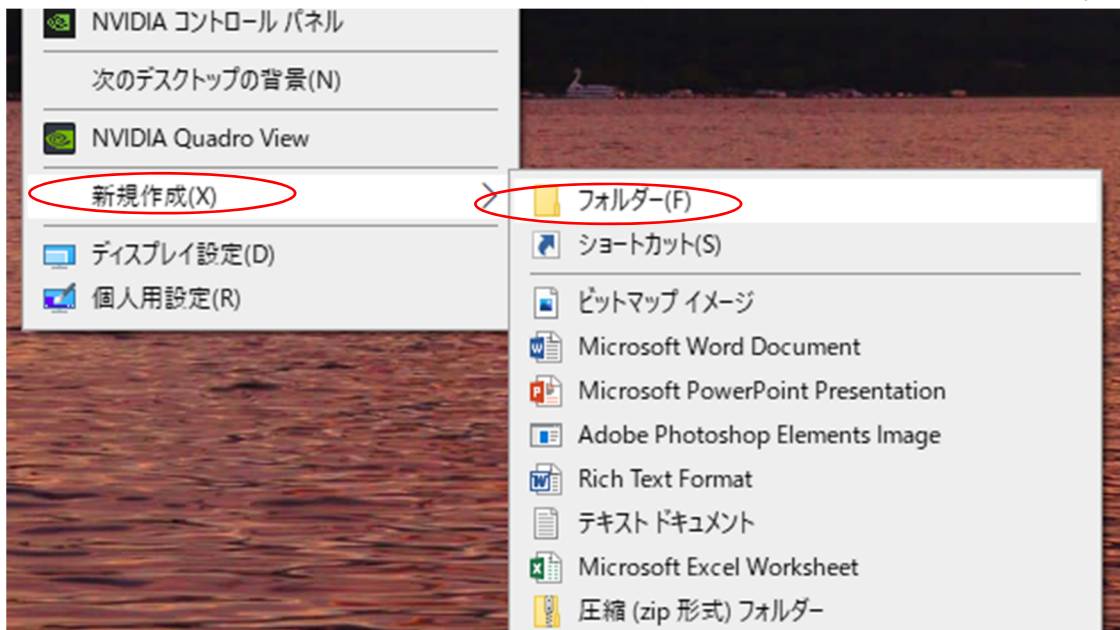 NVIDIA コントロール パネル
次のデスクトップの背景(N)
NVIDIA Quadro View
新規作成(X)
ディスプレイ設定(D)
個人用設定(R)
フォルダー(F)
ショートカット(S)
ビットマップ イメージ
Microsoft Word Document
Microsoft PowerPoint Presentation
Adobe Photoshop Elements Image
Rich Text Format
テキスト ドキュメント
Microsoft Excel Worksheet
圧縮 (zip 形式) フォルダー